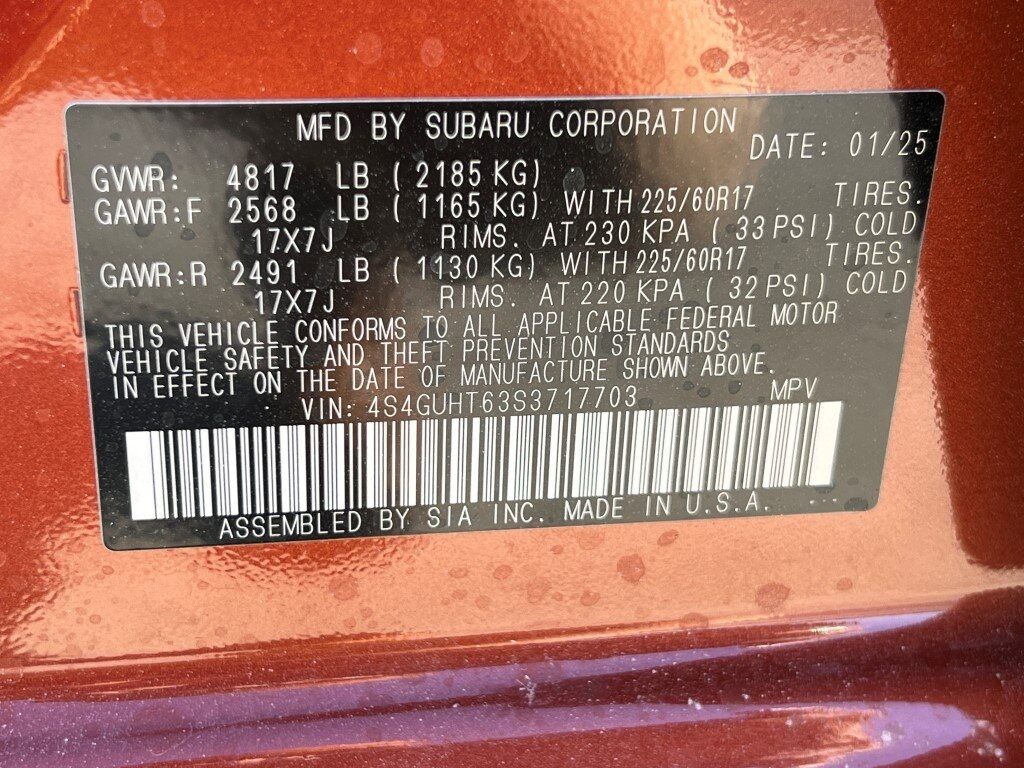 MFD BY SUBARU CORPORATION
DATE: 01/25
GVWR: 4817 LB ( 2185 KG)
GAWR:F 2568 LB ( 1165 KG) WITH 225/60R17 TIRES.
17X7J RIMS. AT 230 KPA ( 33 PSI) COLD
GAWR:R 2491 LB ( 1130 KG) WITH 225/60R17 TIRES.
17X7J RIMS. AT 220 KPA ( 32 PSI) COLD
THIS VEHICLE CONFORMS TO ALL APPLICABLE FEDERAL MOTOR
VEHICLE SAFETY AND THEFT PREVENTION STANDARDS
IN EFFECT ON THE DATE OF MANUFACTURE SHOWN ABOVE.
VIN: 4S4GUHT63S3717703 MPV
ASSEMBLED BY SIA INC. MADE IN U.S.A. ---